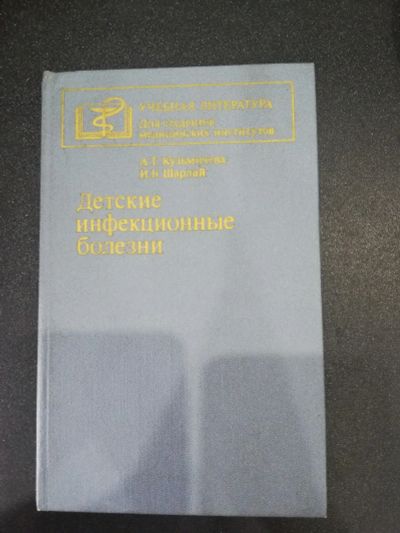 УЧЕБНАЯ ЛИТЕРАТУРА
Для студентов
медицинских институтов
А.Т. Кузьмичева
И.В. Шарлай
Детские
инфекционные
болезни